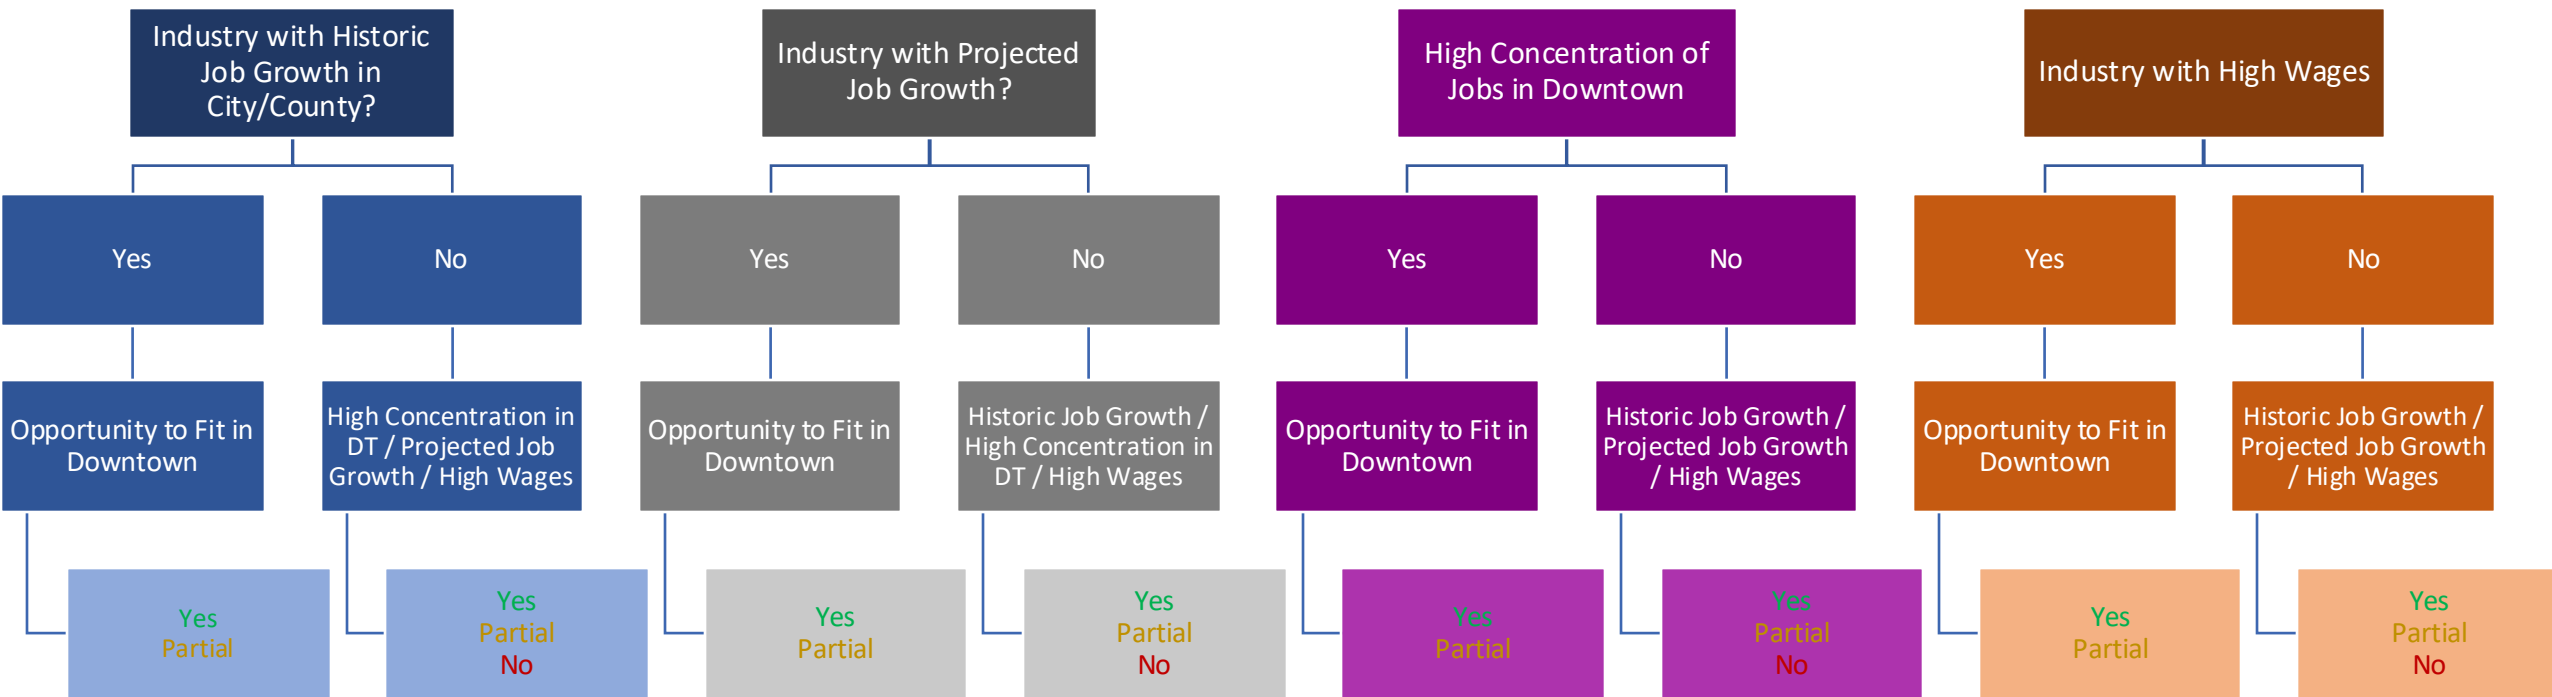 Industry with Historic
Job Growth in
City/County?
Industry with Projected
Job Growth?
High Concentration of
Jobs in Downtown
Industry with High Wages
Yes
No
Yes
No
Yes
No
Yes
No
Opportunity to Fit in
Downtown
High Concentration in
DT / Projected Job
Growth / High Wages
Opportunity to Fit in
Downtown
Historic Job Growth /
High Concentration in
DT / High Wages
Opportunity to Fit in
Downtown
Historic Job Growth /
Projected Job Growth
/ High Wages
Opportunity to Fit in
Downtown
Historic Job Growth /
Projected Job Growth
/ High Wages
Yes
Partial
Yes
Partial
No
Yes
Partial
Yes
Partial
No
Yes
Partial
Yes
Partial
No
Yes
Partial
Yes
Partial
No